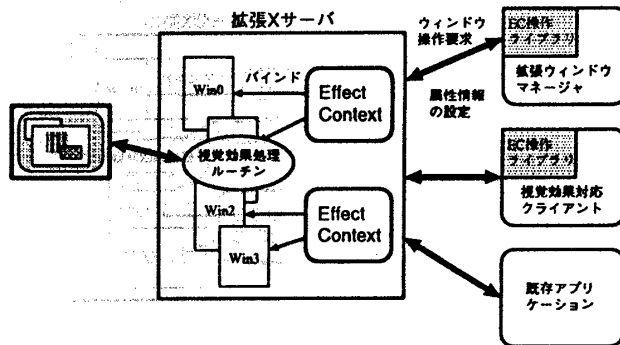 拡張Xサーバ
ウィンドウ
操作要求
EC操作
ライブラリ
拡張ウィンドウ
マネージャ
Win0
バインド
Effect
Context
属性情報
の設定
視覚効果処理
ルーチン
EC操作
ライブラリ
視覚効果対応
クライアント
Win2
Effect
Context
Win3
既存アプリ
ケーション